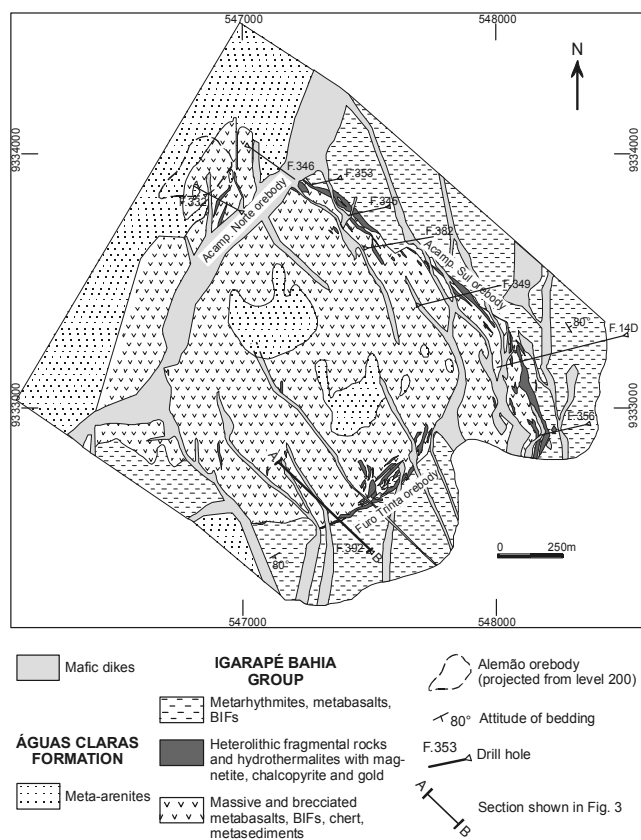 547000
548000
N
9334000
9334000
F.346
F.353
Acamp. Norte orebody
F.345
F.382
Acamp. Sul orebody
F.349
80°
F.14D
9333000
9333000
F.355
A
Furo Trinta orebody
F.392
B
80°
0 250m
547000
548000
Mafic dikes
ÁGUAS CLARAS
FORMATION
Meta-arenites
IGARAPÉ BAHIA
GROUP
Metarhythmites, metabasalts,
BIFs
Heterolithic fragmental rocks
and hydrothermalites with mag-
netite, chalcopyrite and gold
Massive and brecciated
metabasalts, BIFs, chert,
metasediments
Alemão orebody
(projected from level 200)
80° Attitude of bedding
F.353
Drill hole
A
B
Section shown in Fig. 3